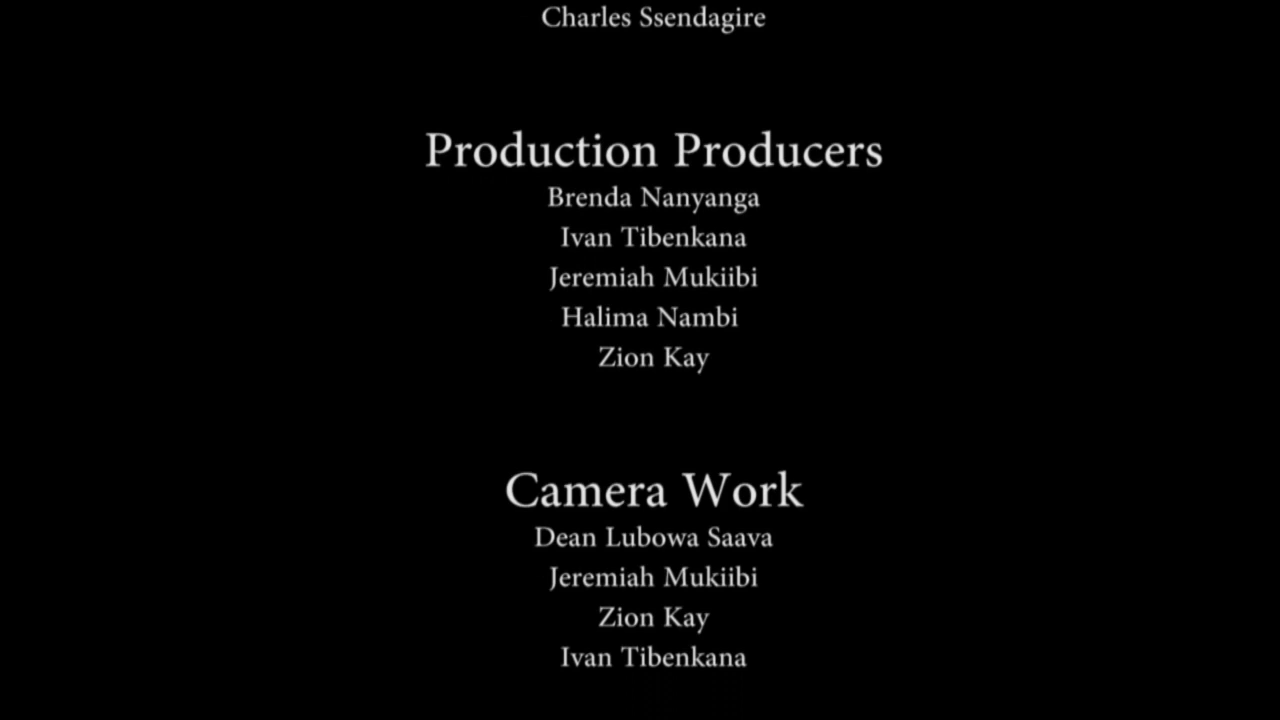 Charles Ssendagire
Production Producers
Brenda Nanyanga
Ivan Tibenkana
Jeremiah Mukiibi
Halima Nambi
Zion Kay
Camera Work
Dean Lubowa Saava
Jeremiah Mukiibi
Zion Kay
Ivan Tibenkana